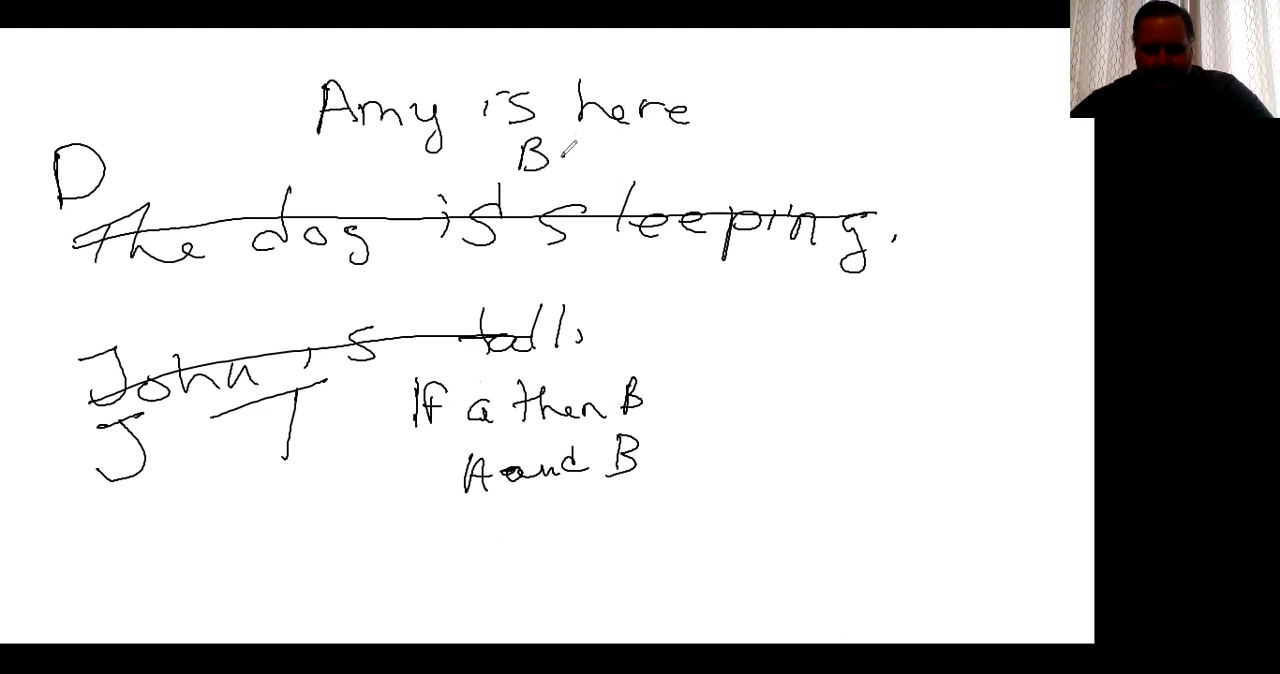 Amy is here
B
D
The dog is sleeping.
John is tall.
J T
If a then B
A and B